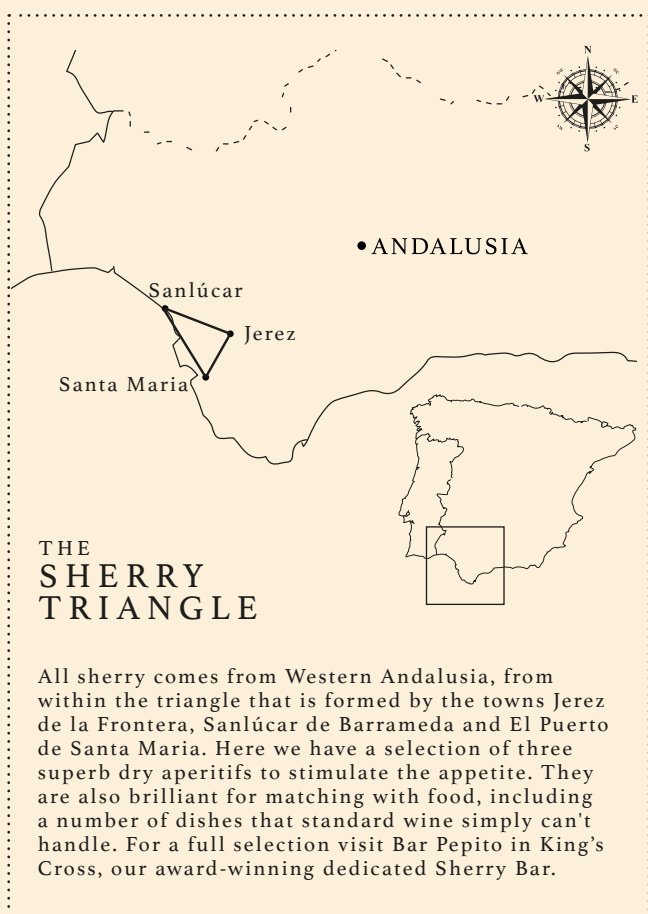 N
W E
S
ANDALUSIA
Sanlúcar
Jerez
Santa Maria
THE
SHERRY
TRIANGLE
All sherry comes from Western Andalusia, from
within the triangle that is formed by the towns Jerez
de la Frontera, Sanlúcar de Barrameda and El Puerto
de Santa Maria. Here we have a selection of three
superb dry aperitifs to stimulate the appetite. They
are also brilliant for matching with food, including
a number of dishes that standard wine simply can't
handle. For a full selection visit Bar Pepito in King’s
Cross, our award-winning dedicated Sherry Bar.